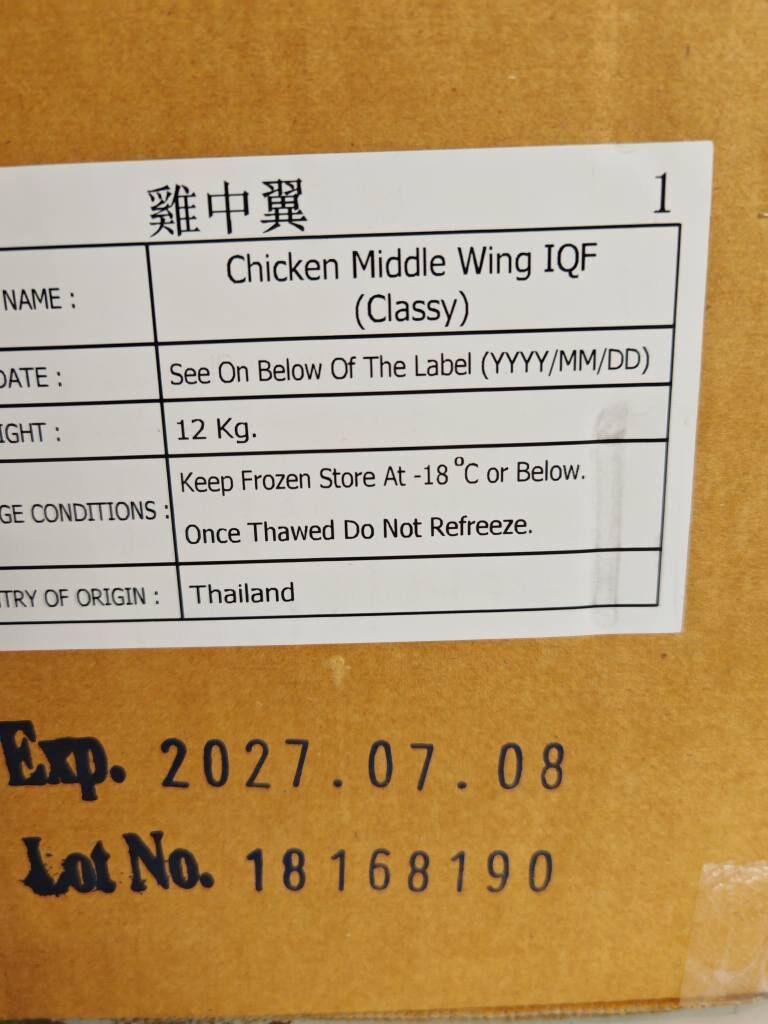 雞中翼 1
NAME : Chicken Middle Wing IQF
(Classy)
DATE : See On Below Of The Label (YYYY/MM/DD)
IGHT : 12 Kg.
GE CONDITIONS : Keep Frozen Store At -18 °C or Below.
Once Thawed Do Not Refreeze.
TRY OF ORIGIN : Thailand
Exp. 2027.07.08
Lot No. 18168190